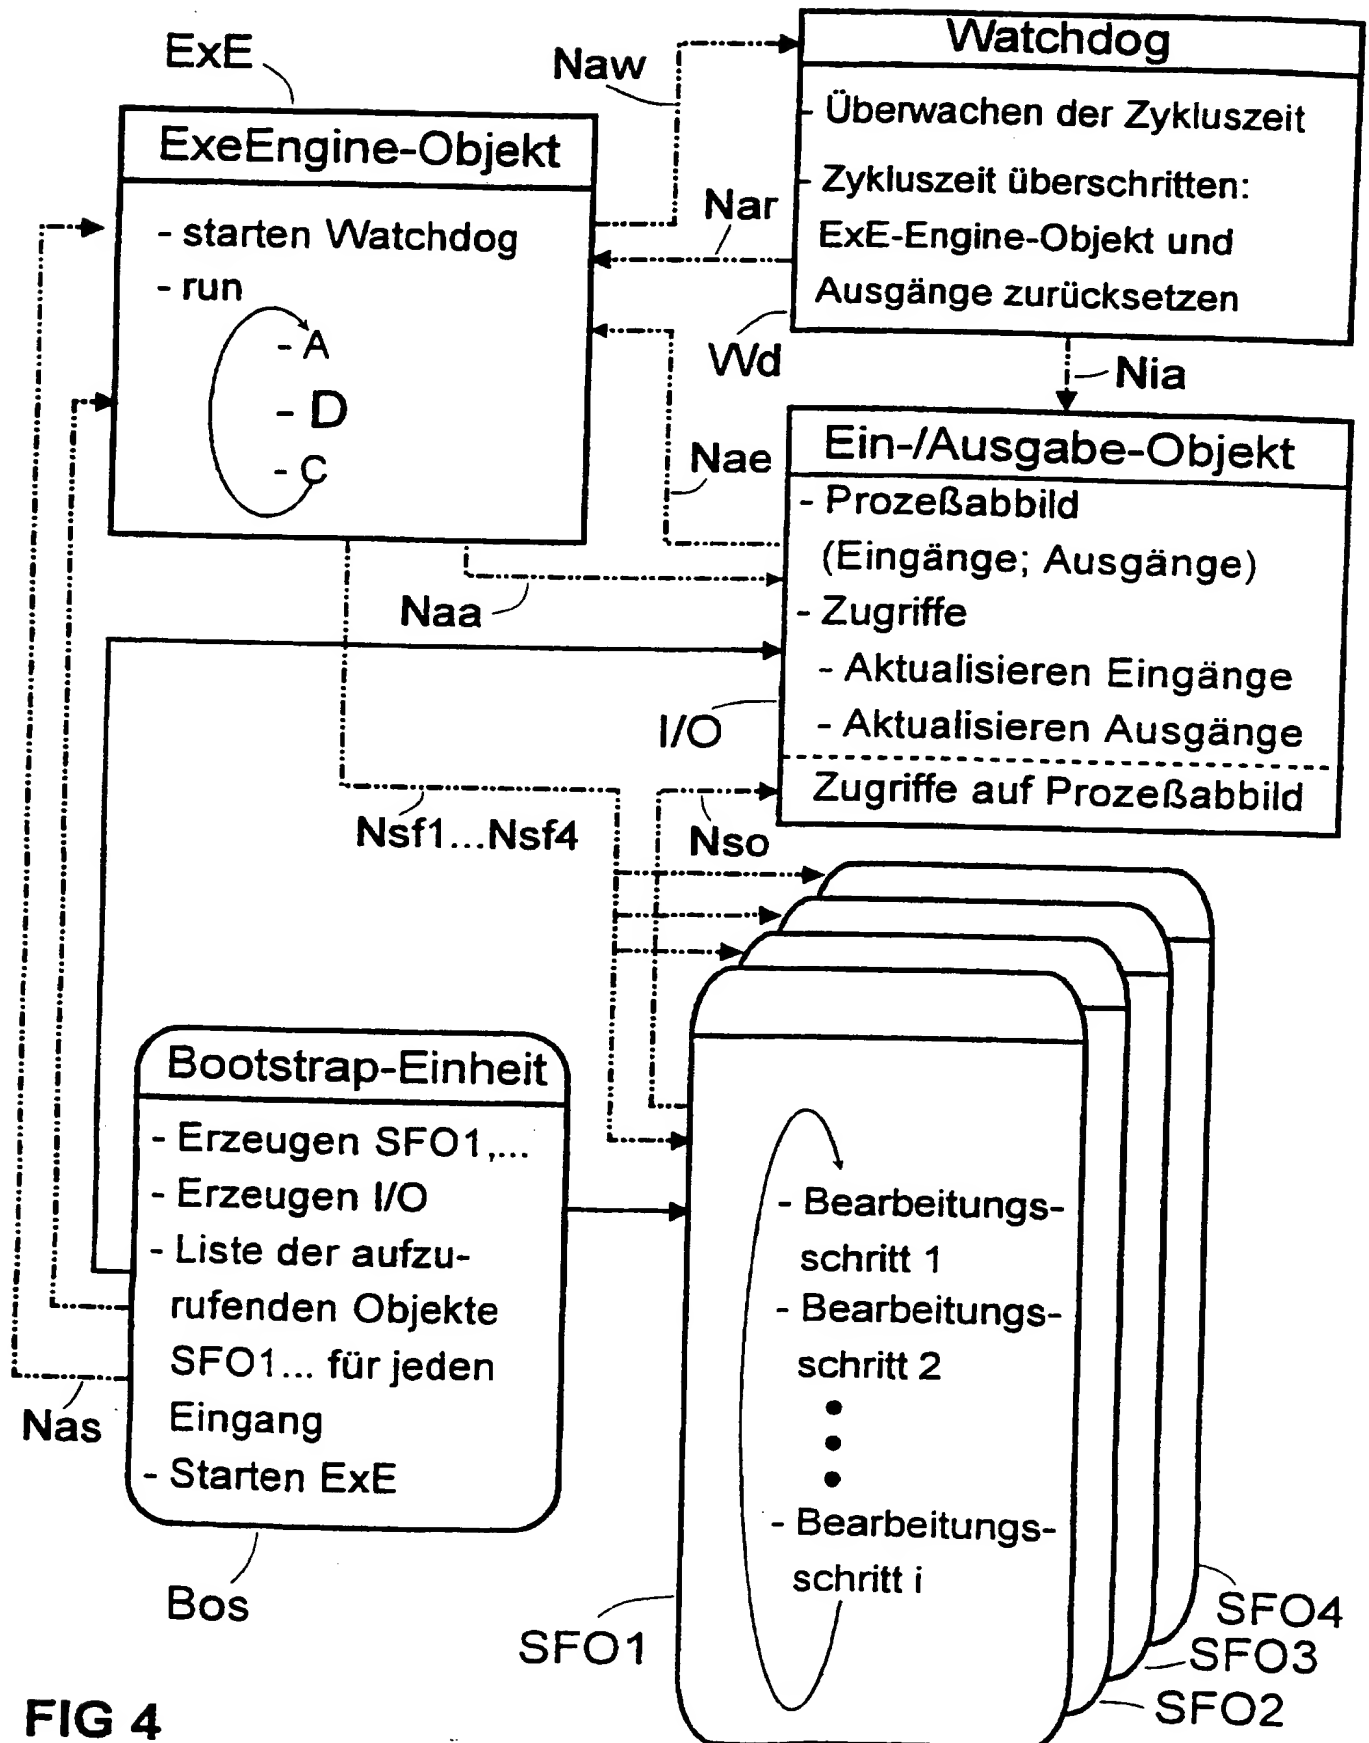 ExE
Naw
Watchdog
- Überwachen der Zykluszeit
- Zykluszeit überschritten:
ExE-Engine-Objekt und
Ausgänge zurücksetzen
ExeEngine-Objekt
- starten Watchdog
- run
- A
- D
- C
Nar
Wd
Nia
Nae
Naa
Ein-/Ausgabe-Objekt
- Prozeßabbild
(Eingänge; Ausgänge)
- Zugriffe
- Aktualisieren Eingänge
- Aktualisieren Ausgänge
Zugriffe auf Prozeßabbild
I/O
Nsf1...Nsf4
Nso
Bootstrap-Einheit
- Erzeugen SFO1,...
- Erzeugen I/O
- Liste der aufzu-
rufenden Objekte
SFO1... für jeden
Eingang
- Starten ExE
Nas
Bos
- Bearbeitungs-
schritt 1
- Bearbeitungs-
schritt 2
- Bearbeitungs-
schritt i
SFO1
SFO4
SFO3
SFO2
FIG 4